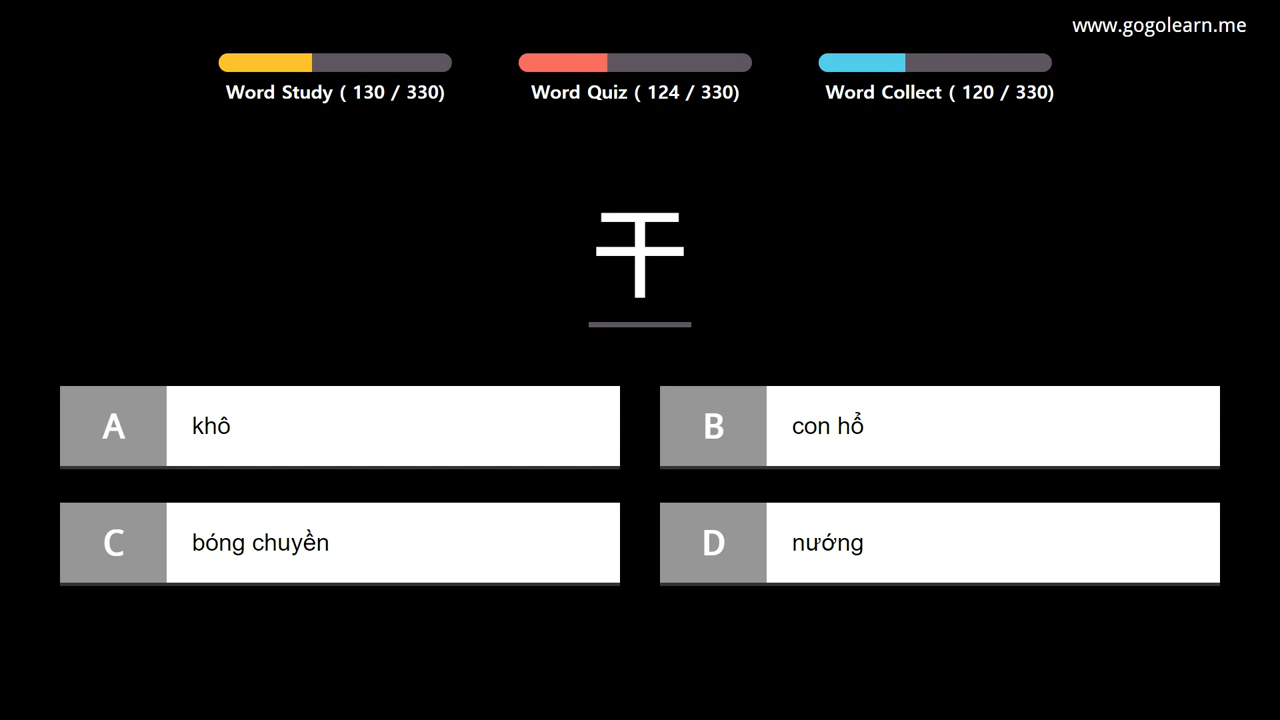 www.gogolearn.me
Word Study ( 130 / 330)
Word Quiz ( 124 / 330)
Word Collect ( 120 / 330)
干
A
khô
B
con hổ
C
bóng chuyền
D
nướng